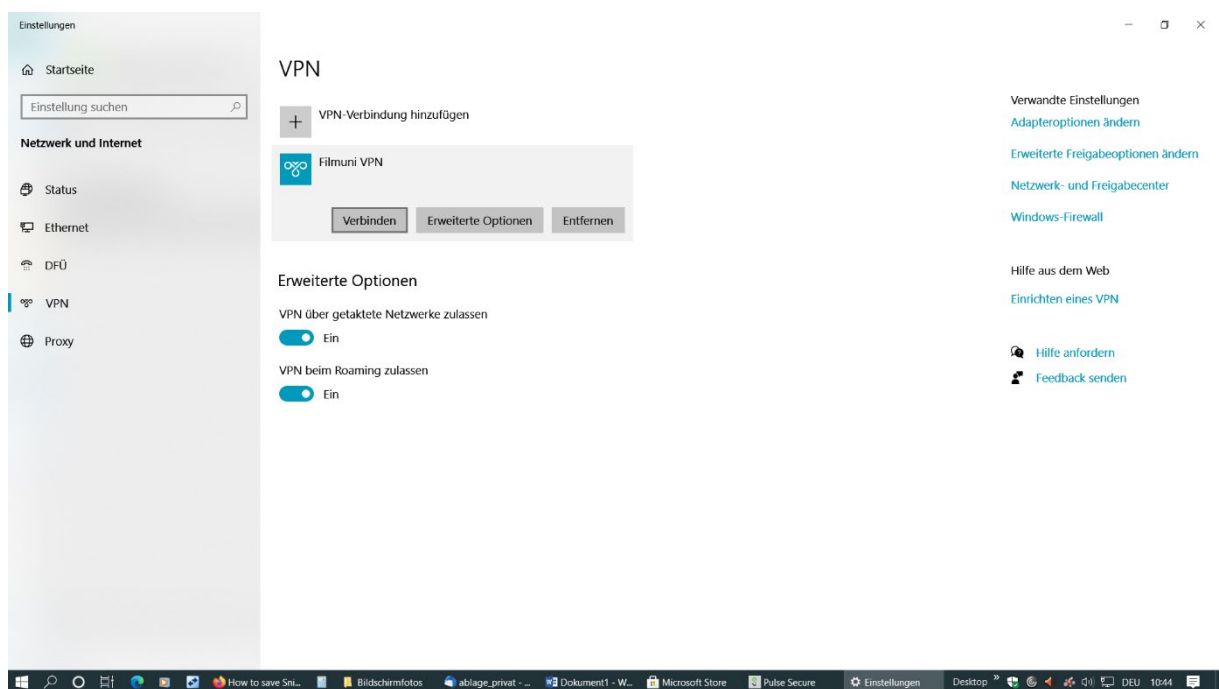 Einstellungen
Startseite
Einstellung suchen
Netzwerk und Internet
Status
Ethernet
DFÜ
VPN
Proxy
VPN
VPN-Verbindung hinzufügen
Filmuni VPN
Verbinden
Erweiterte Optionen
Entfernen
Erweiterte Optionen
VPN über getaktete Netzwerke zulassen
Ein
VPN beim Roaming zulassen
Ein
Verwandte Einstellungen
Adapteroptionen ändern
Erweiterte Freigabeoptionen ändern
Netzwerk- und Freigabecenter
Windows-Firewall
Hilfe aus dem Web
Einrichten eines VPN
Hilfe anfordern
Feedback senden
How to save Sni...
Bildschirmfotos
ablage_privat - ...
Dokument1 - W...
Microsoft Store
Pulse Secure
Einstellungen
Desktop »
DEU
10:44